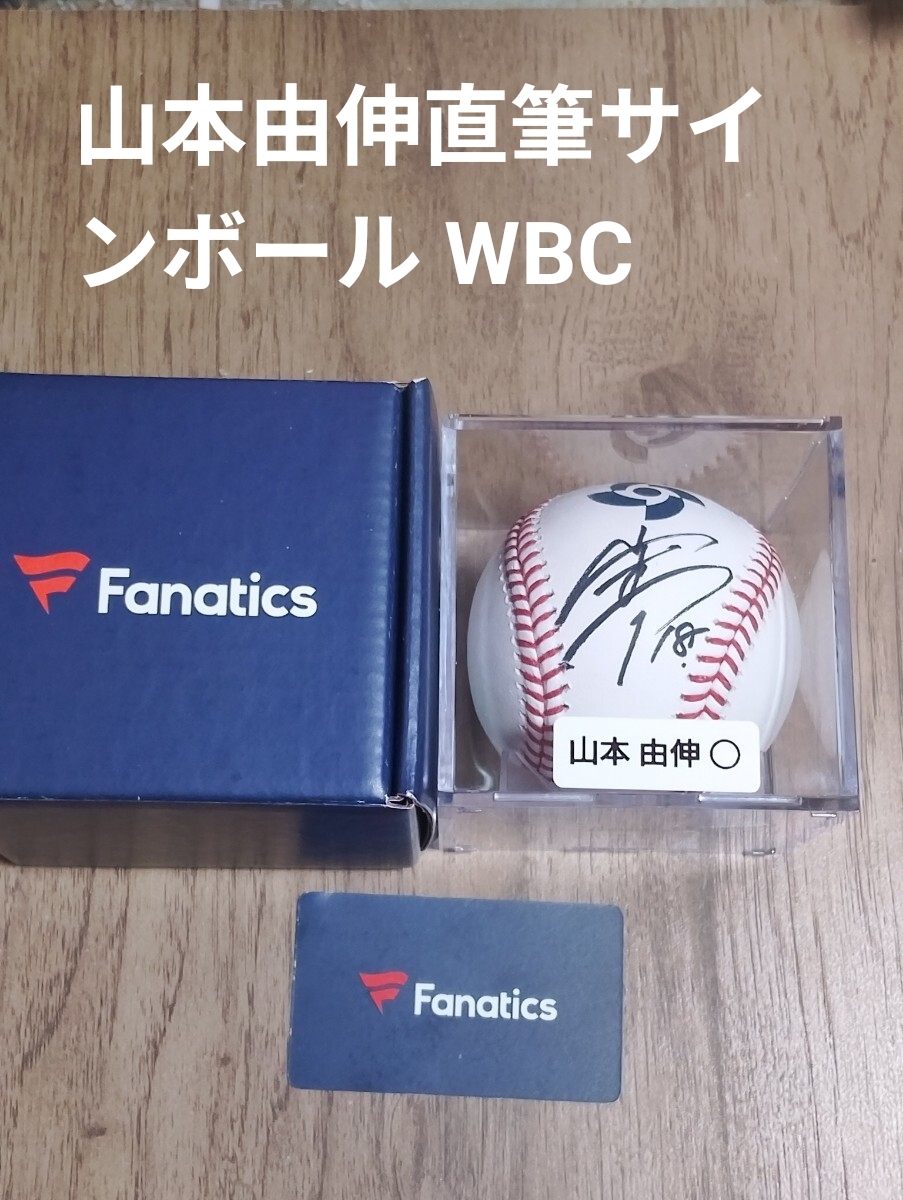 山本由伸直筆サイ
ンボール WBC
Fanatics
18
山本 由伸 〇
Fanatics